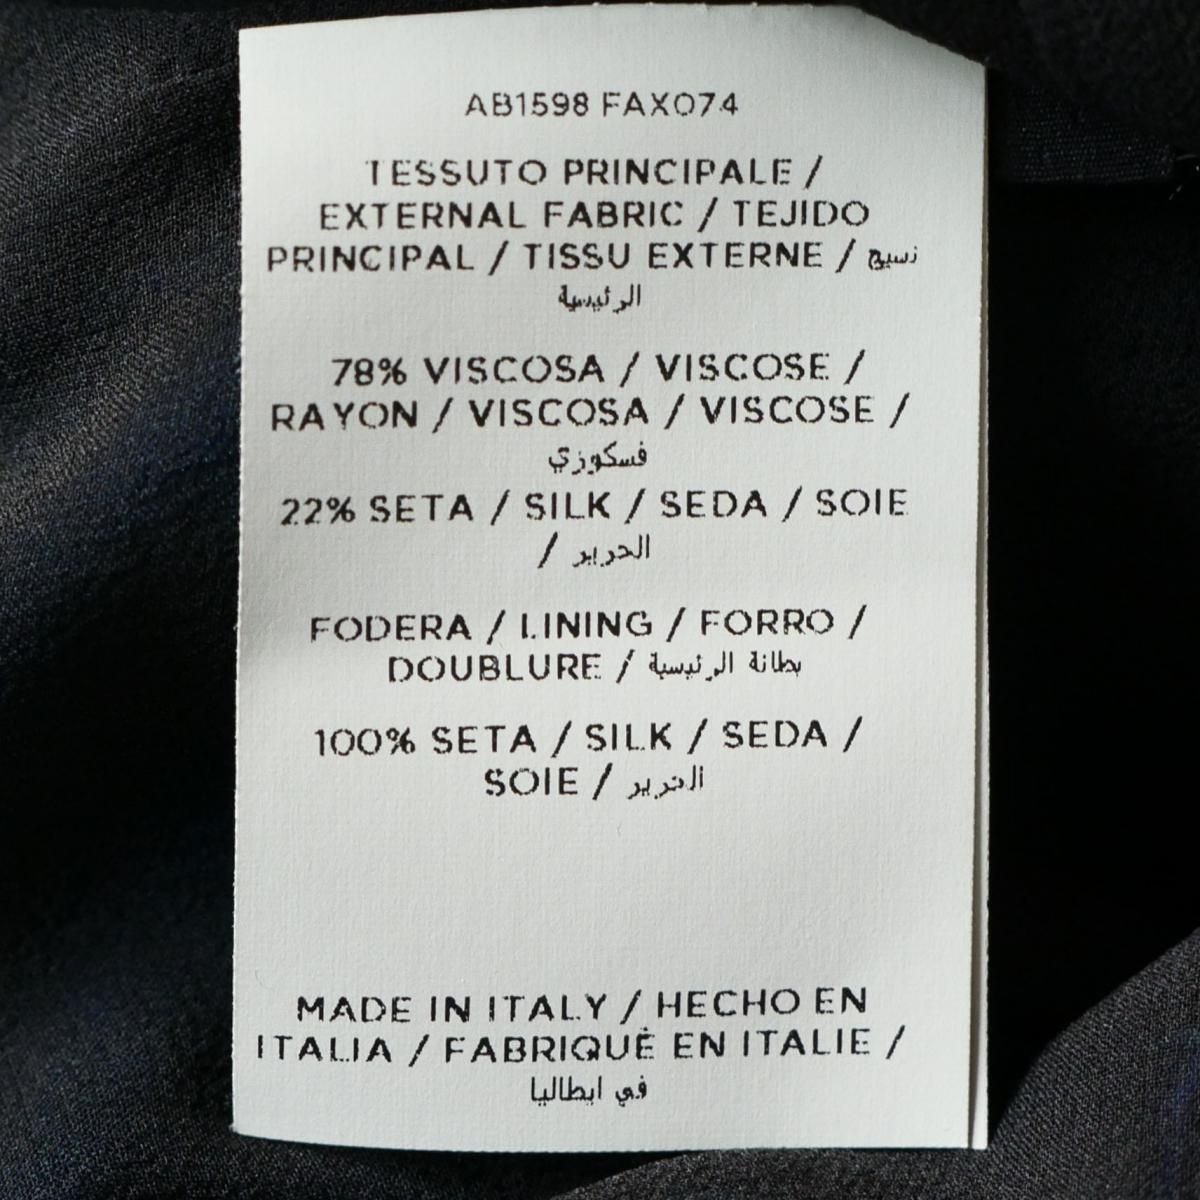 AB1598 FAX074
TESSUTO PRINCIPALE /
EXTERNAL FABRIC / TEJIDO
PRINCIPAL / TISSU EXTERNE / نسيج
الرئيسية
78% VISCOSA / VISCOSE /
RAYON / VISCOSA / VISCOSE /
فسكوزي
22% SETA / SILK / SEDA / SOIE
/ الحرير
FODERA / LINING / FORRO /
DOUBLURE / بطانة الرئيسية
100% SETA / SILK / SEDA /
SOIE / الحرير
MADE IN ITALY / HECHO EN
ITALIA / FABRIQUÉ EN ITALIE /
في ايطاليا